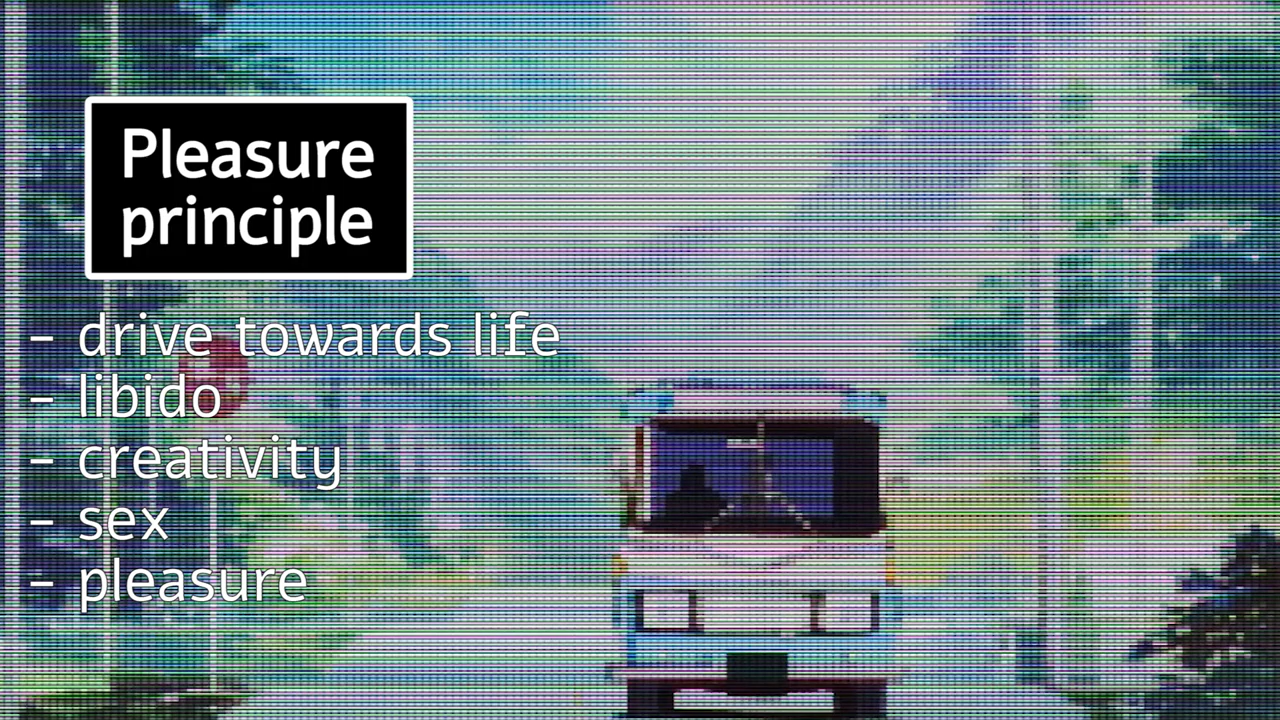 Pleasure
principle
- drive towards life
- libido
- creativity
- sex
- pleasure